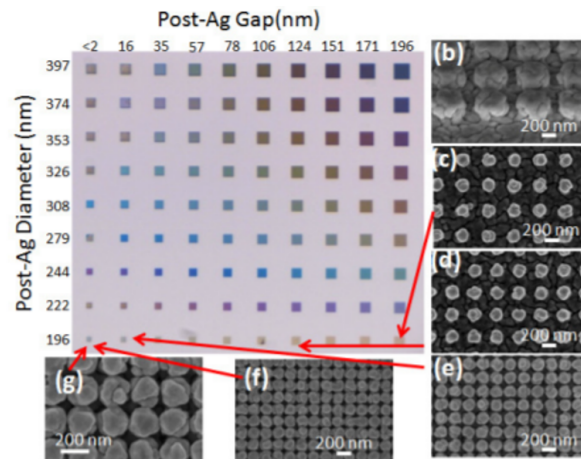 Post-Ag Gap(nm)
<2 16 35 57 78 106 124 151 171 196
Post-Ag Diameter (nm)
397
374
353
326
308
279
244
222
196
(b)
200 nm
(c)
200 nm
(d)
200 nm
(e)
200 nm
(f)
200 nm
(g)
200 nm